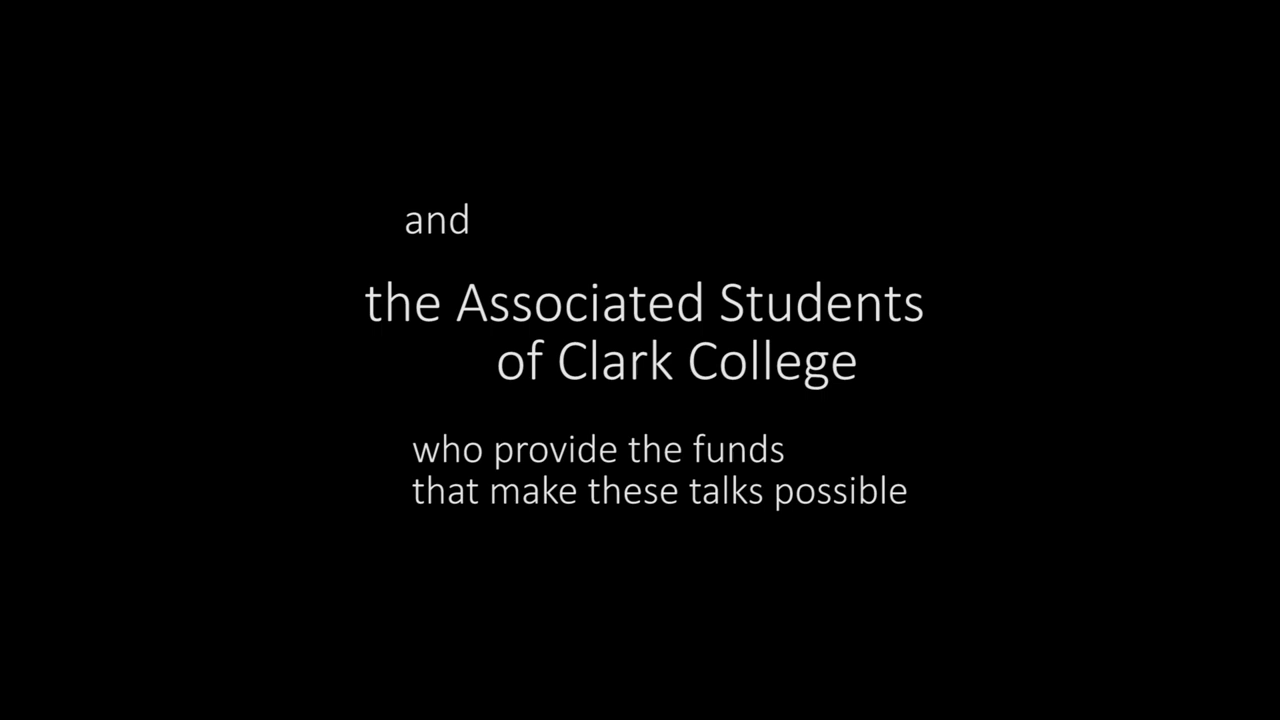 and
the Associated Students
of Clark College
who provide the funds
that make these talks possible